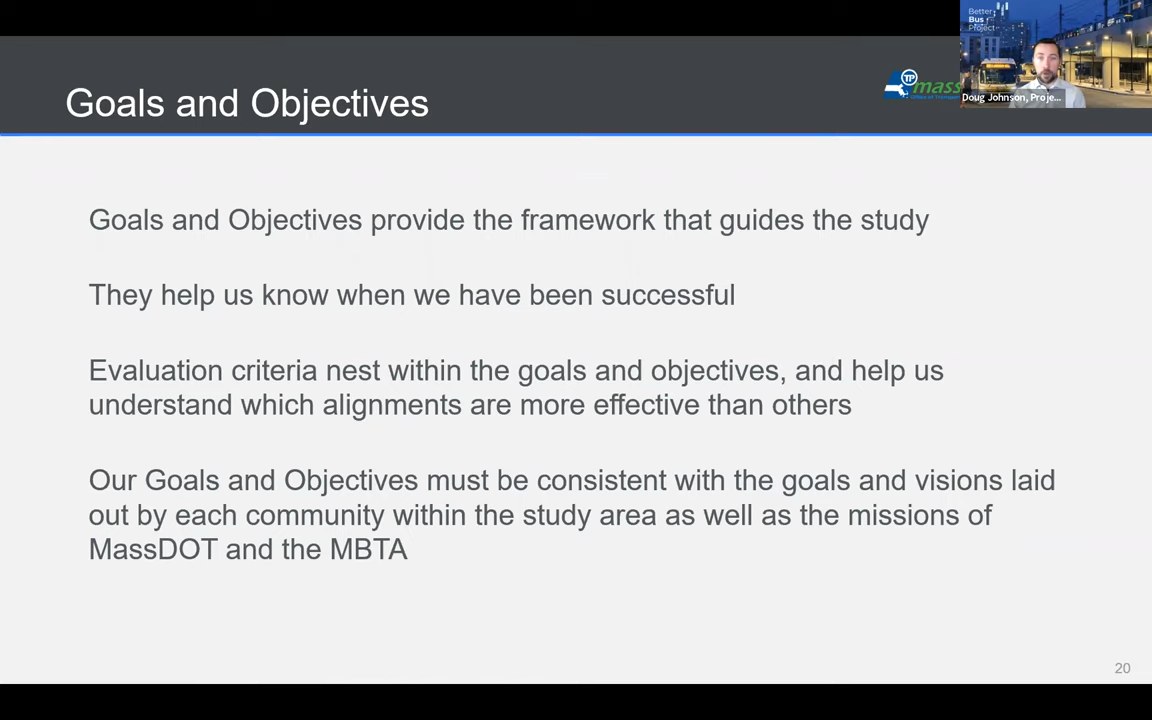 Better
Bus
Project
TP
mass
Doug Johnson, Proje...
Goals and Objectives
Goals and Objectives provide the framework that guides the study
They help us know when we have been successful
Evaluation criteria nest within the goals and objectives, and help us
understand which alignments are more effective than others
Our Goals and Objectives must be consistent with the goals and visions laid
out by each community within the study area as well as the missions of
MassDOT and the MBTA
20